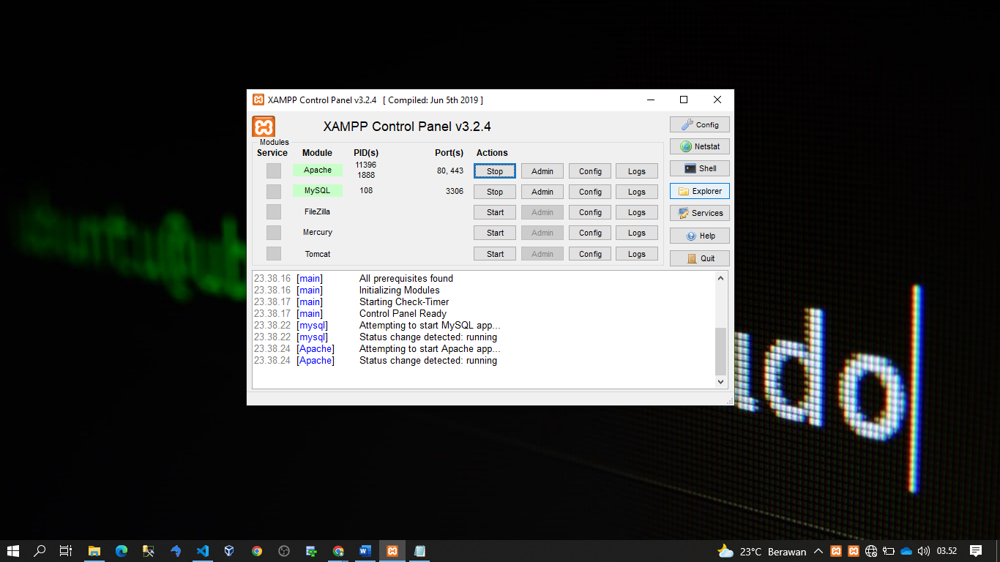 XAMPP Control Panel v3.2.4 [ Compiled: Jun 5th 2019 ]
XAMPP Control Panel v3.2.4
Config
Modules
Service Module PID(s) Port(s) Actions
Netstat
Apache 11396 1888 80, 443 Stop Admin Config Logs
Shell
MySQL 108 3306 Stop Admin Config Logs
Explorer
FileZilla Start Admin Config Logs
Services
Mercury Start Admin Config Logs
Help
Tomcat Start Admin Config Logs
Quit
23.38.16 [main] All prerequisites found
23.38.16 [main] Initializing Modules
23.38.17 [main] Starting Check-Timer
23.38.17 [main] Control Panel Ready
23.38.22 [mysql] Attempting to start MySQL app...
23.38.22 [mysql] Status change detected: running
23.38.24 [Apache] Attempting to start Apache app...
23.38.24 [Apache] Status change detected: running
do
23°C Berawan 03.52